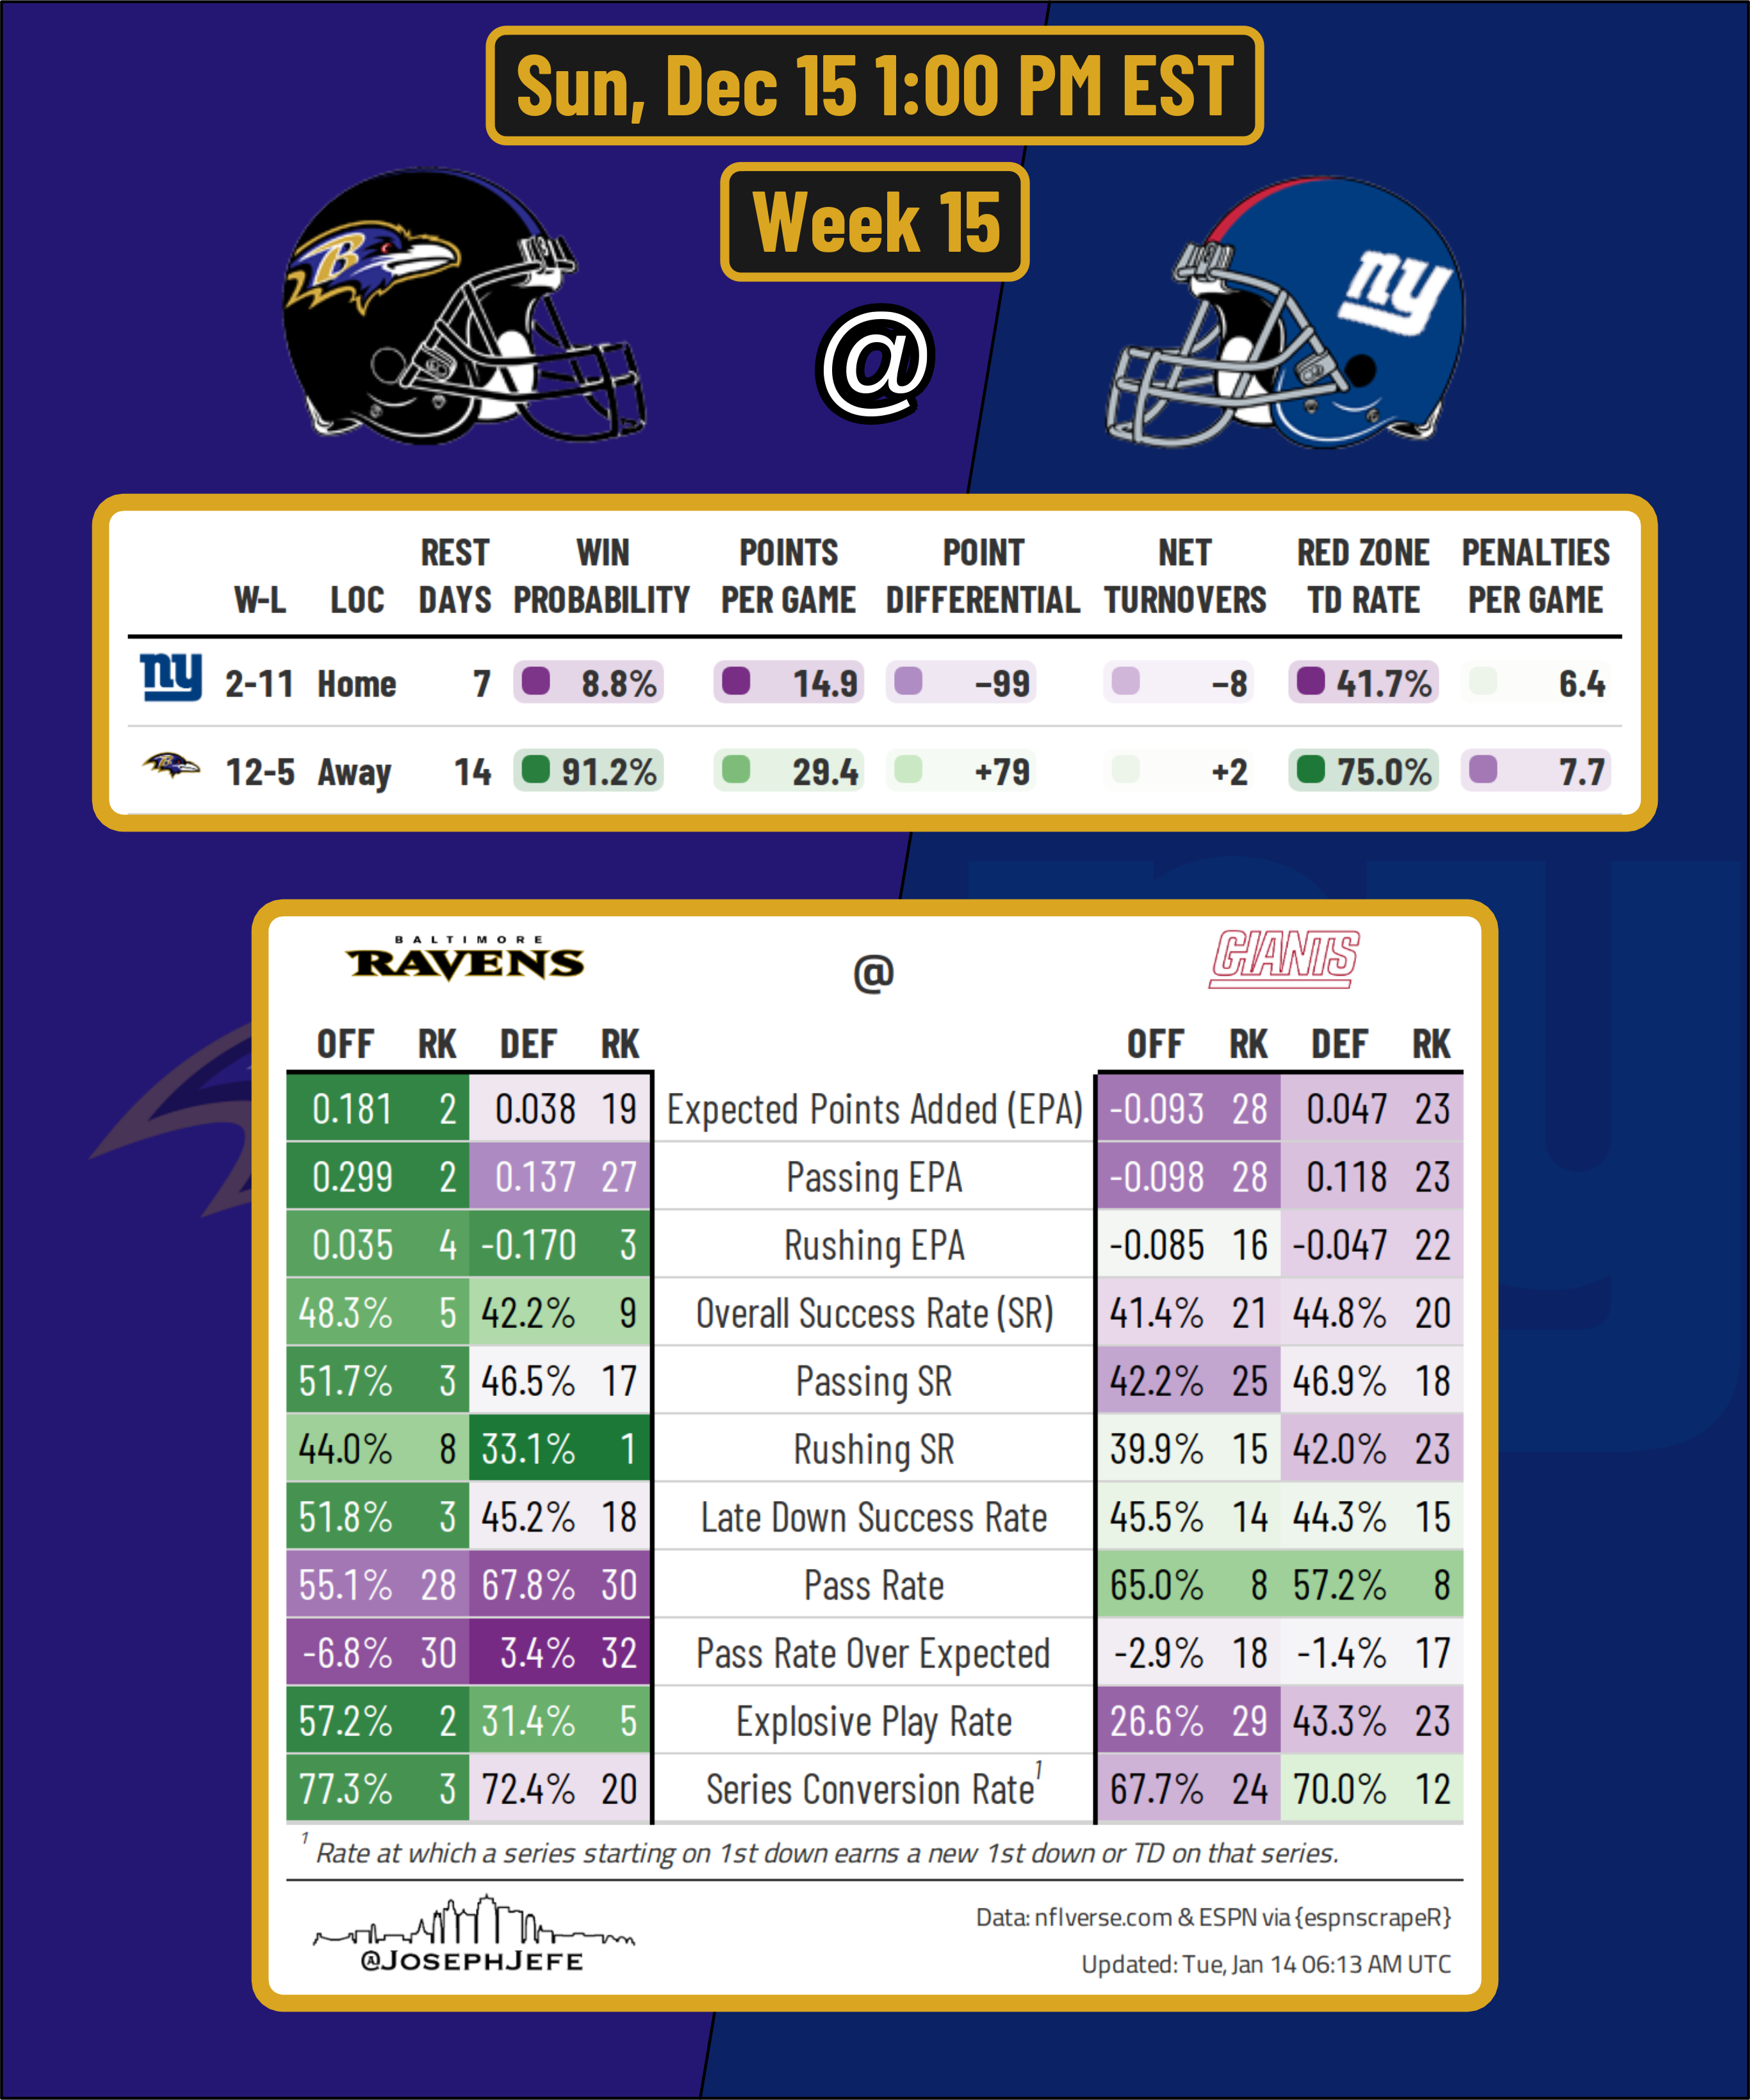 Sun, Dec 15 1:00 PM EST
Week 15
B
@
ny
REST WIN POINTS POINT NET RED ZONE PENALTIES
W-L LOC DAYS PROBABILITY PER GAME DIFFERENTIAL TURNOVERS TD RATE PER GAME
ny 2-11 Home 7 8.8% 14.9 −99 −8 41.7% 6.4
12-5 Away 14 91.2% 29.4 +79 +2 75.0% 7.7
BALTIMORE
RAVENS @ GIANTS
OFF RK DEF RK OFF RK DEF RK
0.181 2 0.038 19 Expected Points Added (EPA) -0.093 28 0.047 23
0.299 2 0.137 27 Passing EPA -0.098 28 0.118 23
0.035 4 -0.170 3 Rushing EPA -0.085 16 -0.047 22
48.3% 5 42.2% 9 Overall Success Rate (SR) 41.4% 21 44.8% 20
51.7% 3 46.5% 17 Passing SR 42.2% 25 46.9% 18
44.0% 8 33.1% 1 Rushing SR 39.9% 15 42.0% 23
51.8% 3 45.2% 18 Late Down Success Rate 45.5% 14 44.3% 15
55.1% 28 67.8% 30 Pass Rate 65.0% 8 57.2% 8
-6.8% 30 3.4% 32 Pass Rate Over Expected -2.9% 18 -1.4% 17
57.2% 2 31.4% 5 Explosive Play Rate 26.6% 29 43.3% 23
77.3% 3 72.4% 20 Series Conversion Rate1 67.7% 24 70.0% 12
1 Rate at which a series starting on 1st down earns a new 1st down or TD on that series.
@JosephJefe
Data: nflverse.com & ESPN via {espnscrapeR}
Updated: Tue, Jan 14 06:13 AM UTC